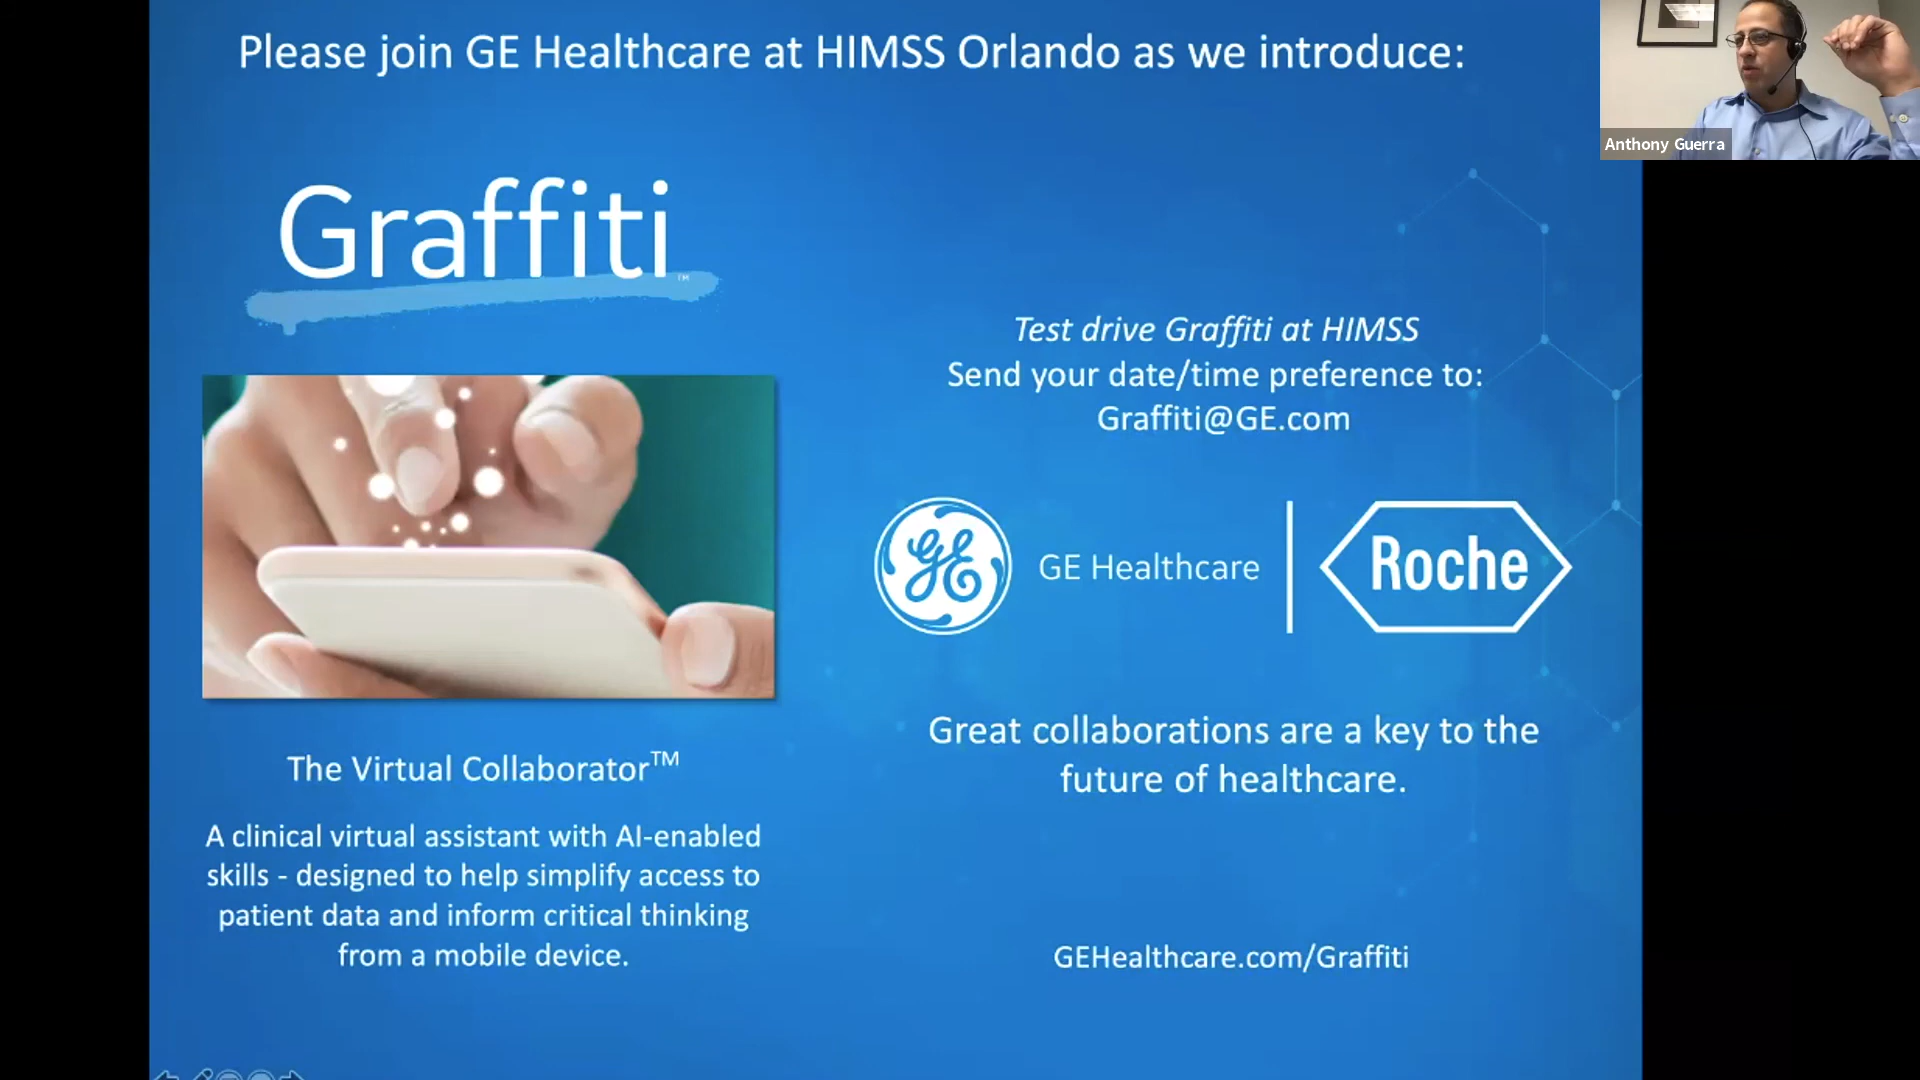 Please join GE Healthcare at HIMSS Orlando as we introduce:
Anthony Guerra
Graffiti™
Test drive Graffiti at HIMSS
Send your date/time preference to:
Graffiti@GE.com
GE
GE Healthcare
Roche
Great collaborations are a key to the
future of healthcare.
The Virtual Collaborator™
A clinical virtual assistant with AI-enabled
skills - designed to help simplify access to
patient data and inform critical thinking
from a mobile device.
GEHealthcare.com/Graffiti